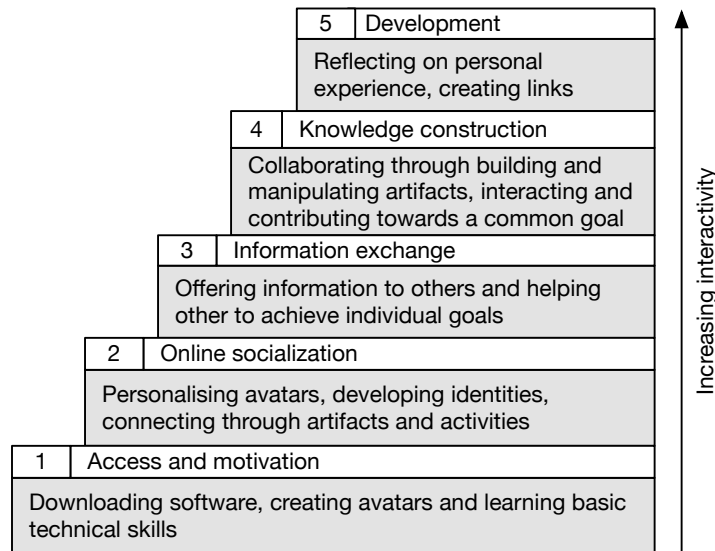 5 Development
Reflecting on personal
experience, creating links
4 Knowledge construction
Collaborating through building and
manipulating artifacts, interacting and
contributing towards a common goal
3 Information exchange
Offering information to others and helping
other to achieve individual goals
2 Online socialization
Personalising avatars, developing identities,
connecting through artifacts and activities
1 Access and motivation
Downloading software, creating avatars and learning basic
technical skills
Increasing interactivity